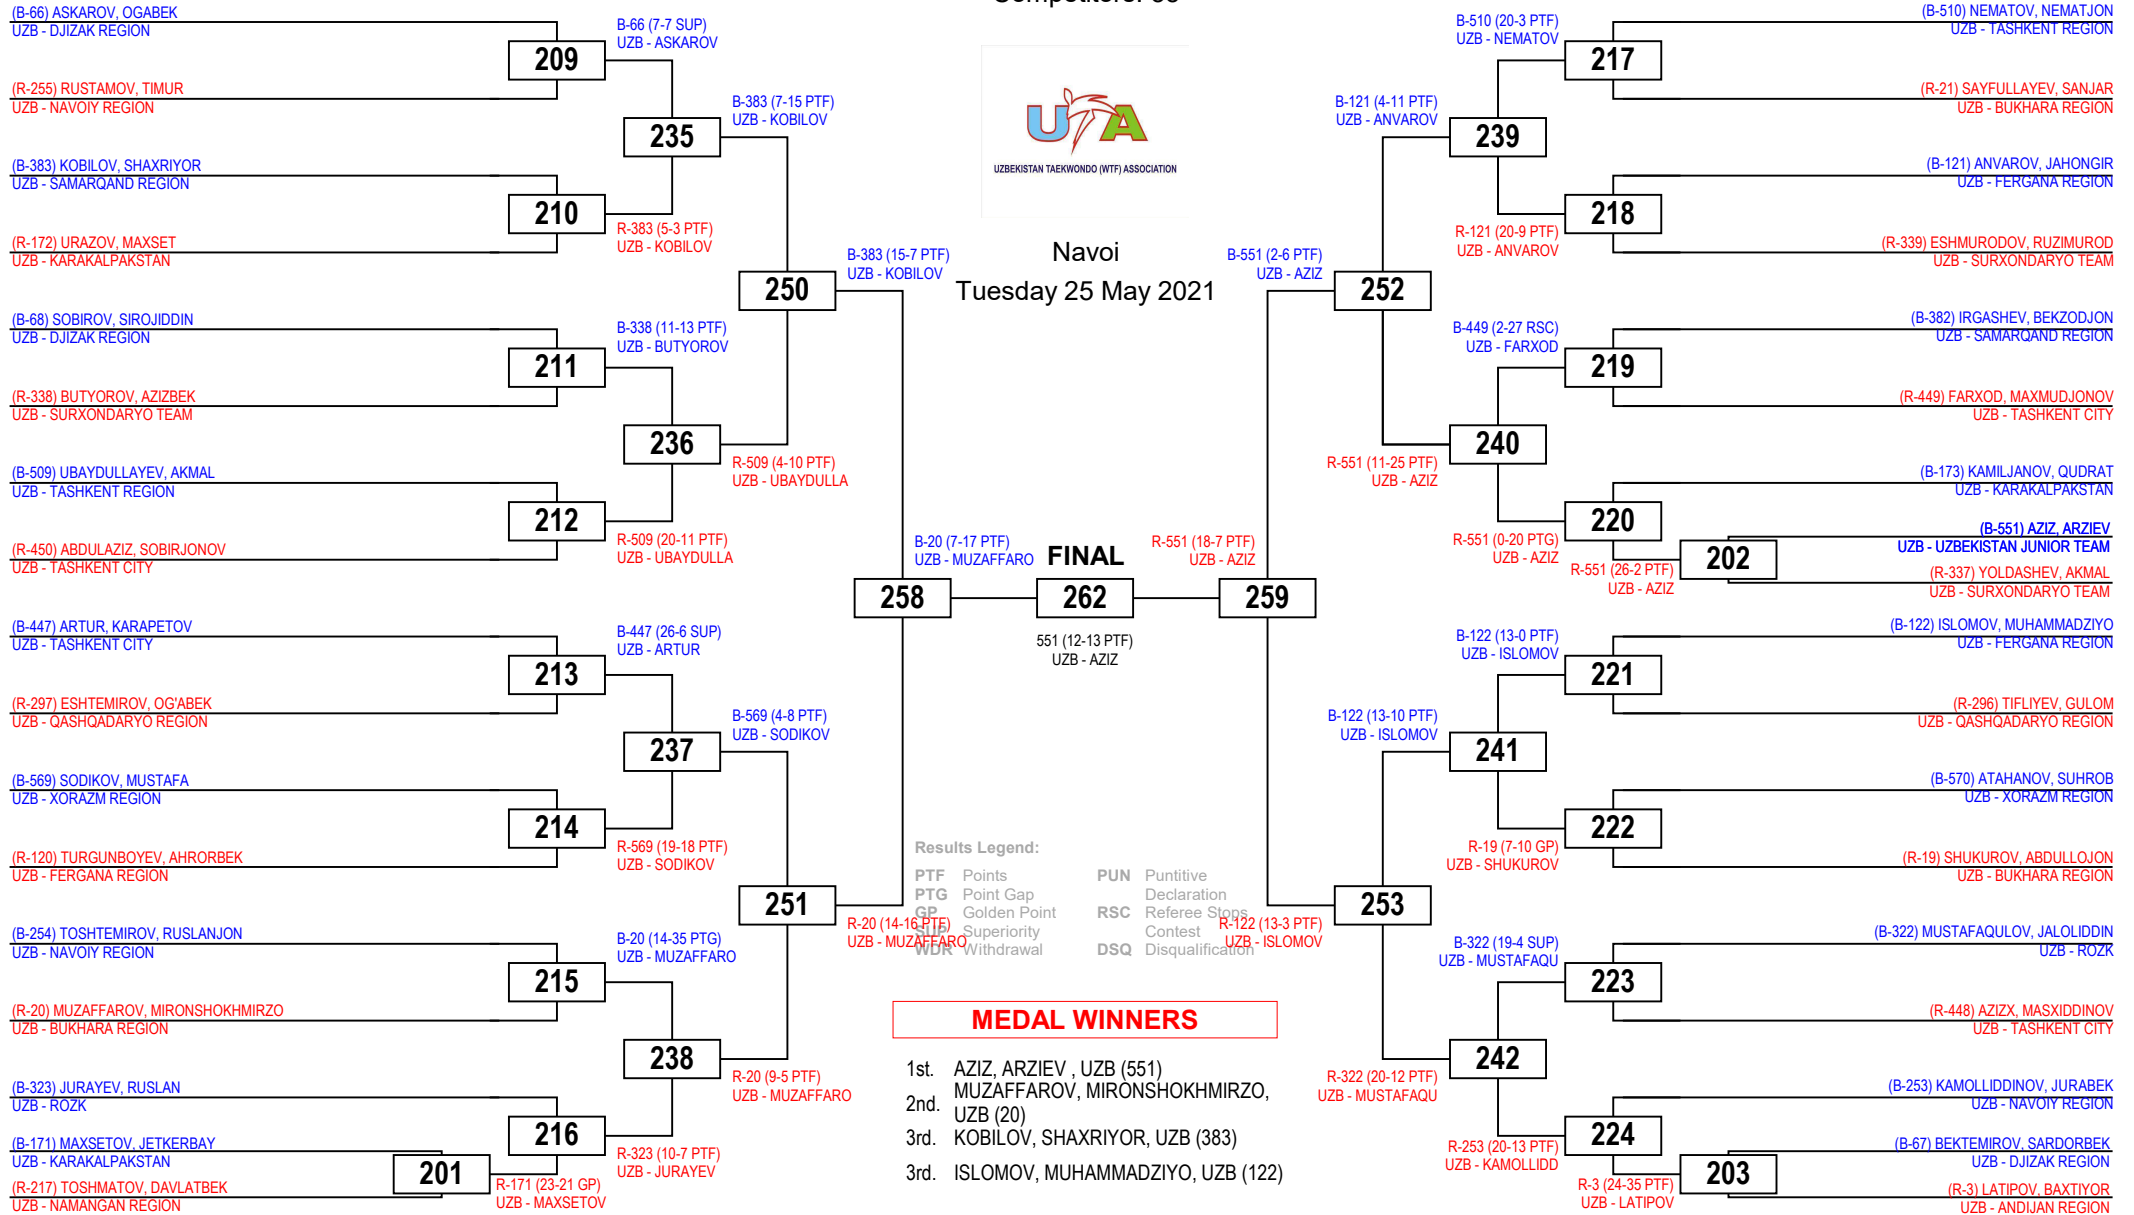 (B-66) ASKAROV, OGABEK
UZB - DJIZAK REGION
(R-255) RUSTAMOV, TIMUR
UZB - NAVOIY REGION
(B-383) KOBILOV, SHAXRIYOR
UZB - SAMARQAND REGION
(R-172) URAZOV, MAXSET
UZB - KARAKALPAKSTAN
(B-68) SOBIROV, SIROJIDDIN
UZB - DJIZAK REGION
(R-338) BUTYOROV, AZIZBEK
UZB - SURXONDARYO TEAM
(B-509) UBAYDULLAYEV, AKMAL
UZB - TASHKENT REGION
(R-450) ABDULAZIZ, SOBIRJONOV
UZB - TASHKENT CITY
(B-447) ARTUR, KARAPETOV
UZB - TASHKENT CITY
(R-297) ESHTEMIROV, OG'ABEK
UZB - QASHQADARYO REGION
(B-569) SODIKOV, MUSTAFA
UZB - XORAZM REGION
(R-120) TURGUNBOYEV, AHRORBEK
UZB - FERGANA REGION
(B-254) TOSHTEMIROV, RUSLANJON
UZB - NAVOIY REGION
(R-20) MUZAFFAROV, MIRONSHOKHMIRZO
UZB - BUKHARA REGION
(B-323) JURAYEV, RUSLAN
UZB - ROZK
(B-171) MAXSETOV, JETKERBAY
UZB - KARAKALPAKSTAN
(R-217) TOSHMATOV, DAVLATBEK
UZB - NAMANGAN REGION
201
R-171 (23-21 GP)
UZB - MAXSETOV
209
210
211
212
213
214
215
216
B-66 (7-7 SUP)
UZB - ASKAROV
R-383 (5-3 PTF)
UZB - KOBILOV
B-338 (11-13 PTF)
UZB - BUTYOROV
R-509 (20-11 PTF)
UZB - UBAYDULLA
B-447 (26-6 SUP)
UZB - ARTUR
R-569 (19-18 PTF)
UZB - SODIKOV
B-20 (14-35 PTG)
UZB - MUZAFFARO
R-323 (10-7 PTF)
UZB - JURAYEV
235
236
237
238
B-383 (7-15 PTF)
UZB - KOBILOV
R-509 (4-10 PTF)
UZB - UBAYDULLA
B-569 (4-8 PTF)
UZB - SODIKOV
R-20 (9-5 PTF)
UZB - MUZAFFARO
250
251
B-383 (15-7 PTF)
UZB - KOBILOV
R-20 (14-16 PTF)
UZB - MUZAFFARO
258
B-20 (7-17 PTF)
UZB - MUZAFFARO
UTA
UZBEKISTAN TAEKWONDO (WTF) ASSOCIATION
Navoi
Tuesday 25 May 2021
FINAL
262
551 (12-13 PTF)
UZB - AZIZ
Results Legend:
PTF Points
PTG Point Gap
GP Golden Point
SUP Superiority
WDR Withdrawal
PUN Puntitive
Declaration
RSC Referee Stops
Contest
DSQ Disqualification
MEDAL WINNERS
1st. AZIZ, ARZIEV , UZB (551)
2nd. MUZAFFAROV, MIRONSHOKHMIRZO,
UZB (20)
3rd. KOBILOV, SHAXRIYOR, UZB (383)
3rd. ISLOMOV, MUHAMMADZIYO, UZB (122)
R-551 (18-7 PTF)
UZB - AZIZ
259
B-551 (2-6 PTF)
UZB - AZIZ
R-122 (13-3 PTF)
UZB - ISLOMOV
252
253
B-121 (4-11 PTF)
UZB - ANVAROV
R-551 (11-25 PTF)
UZB - AZIZ
B-122 (13-10 PTF)
UZB - ISLOMOV
R-322 (20-12 PTF)
UZB - MUSTAFAQU
239
240
241
242
B-510 (20-3 PTF)
UZB - NEMATOV
R-121 (20-9 PTF)
UZB - ANVAROV
B-449 (2-27 RSC)
UZB - FARXOD
R-551 (0-20 PTG)
UZB - AZIZ
B-122 (13-0 PTF)
UZB - ISLOMOV
R-19 (7-10 GP)
UZB - SHUKUROV
B-322 (19-4 SUP)
UZB - MUSTAFAQU
R-253 (20-13 PTF)
UZB - KAMOLLIDD
217
218
219
220
221
222
223
224
R-551 (26-2 PTF)
UZB - AZIZ
202
R-3 (24-35 PTF)
UZB - LATIPOV
203
(B-510) NEMATOV, NEMATJON
UZB - TASHKENT REGION
(R-21) SAYFULLAYEV, SANJAR
UZB - BUKHARA REGION
(B-121) ANVAROV, JAHONGIR
UZB - FERGANA REGION
(R-339) ESHMURODOV, RUZIMUROD
UZB - SURXONDARYO TEAM
(B-382) IRGASHEV, BEKZODJON
UZB - SAMARQAND REGION
(R-449) FARXOD, MAXMUDJONOV
UZB - TASHKENT CITY
(B-173) KAMILJANOV, QUDRAT
UZB - KARAKALPAKSTAN
(B-551) AZIZ, ARZIEV
UZB - UZBEKISTAN JUNIOR TEAM
(R-337) YOLDASHEV, AKMAL
UZB - SURXONDARYO TEAM
(B-122) ISLOMOV, MUHAMMADZIYO
UZB - FERGANA REGION
(R-296) TIFLIYEV, GULOM
UZB - QASHQADARYO REGION
(B-570) ATAHANOV, SUHROB
UZB - XORAZM REGION
(R-19) SHUKUROV, ABDULLOJON
UZB - BUKHARA REGION
(B-322) MUSTAFAQULOV, JALOLIDDIN
UZB - ROZK
(R-448) AZIZX, MASXIDDINOV
UZB - TASHKENT CITY
(B-253) KAMOLLIDDINOV, JURABEK
UZB - NAVOIY REGION
(B-67) BEKTEMIROV, SARDORBEK
UZB - DJIZAK REGION
(R-3) LATIPOV, BAXTIYOR
UZB - ANDIJAN REGION